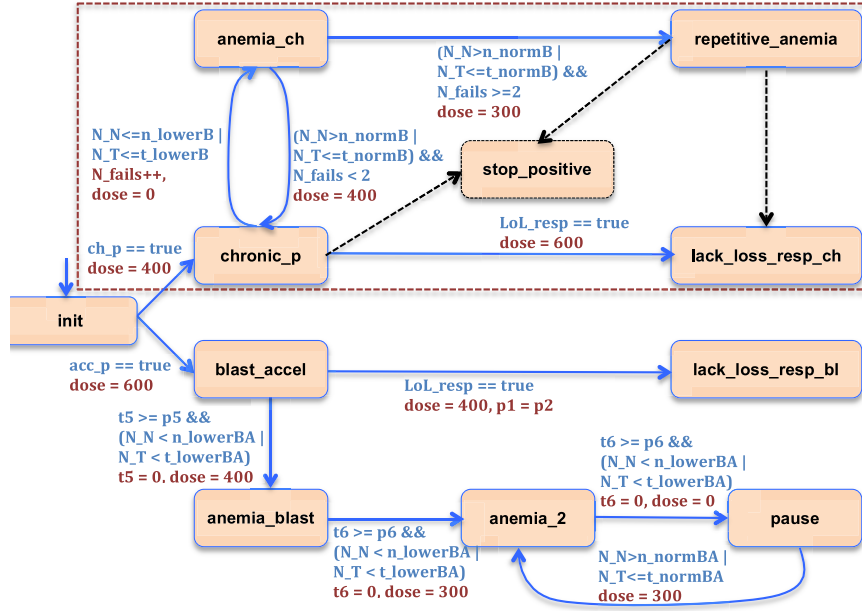 anemia_ch
repetitive_anemia
(N_N>n_normB |
N_T<=t_normB) &&
N_fails >=2
dose = 300
N_N<=n_lowerB |
N_T<=t_lowerB
N_fails++,
dose = 0
(N_N>n_normB |
N_T<=t_normB) &&
N_fails < 2
dose = 400
stop_positive
ch_p == true
dose = 400
chronic_p
LoL_resp == true
dose = 600
lack_loss_resp_ch
init
acc_p == true
dose = 600
blast_accel
LoL_resp == true
dose = 400, p1 = p2
lack_loss_resp_bl
t5 >= p5 &&
(N_N < n_lowerBA |
N_T < t_lowerBA)
t5 = 0, dose = 400
t6 >= p6 &&
(N_N < n_lowerBA |
N_T < t_lowerBA)
t6 = 0, dose = 0
anemia_blast
t6 >= p6 &&
(N_N < n_lowerBA |
N_T < t_lowerBA)
t6 = 0, dose = 300
anemia_2
pause
N_N>n_normBA |
N_T<=t_normBA
dose = 300